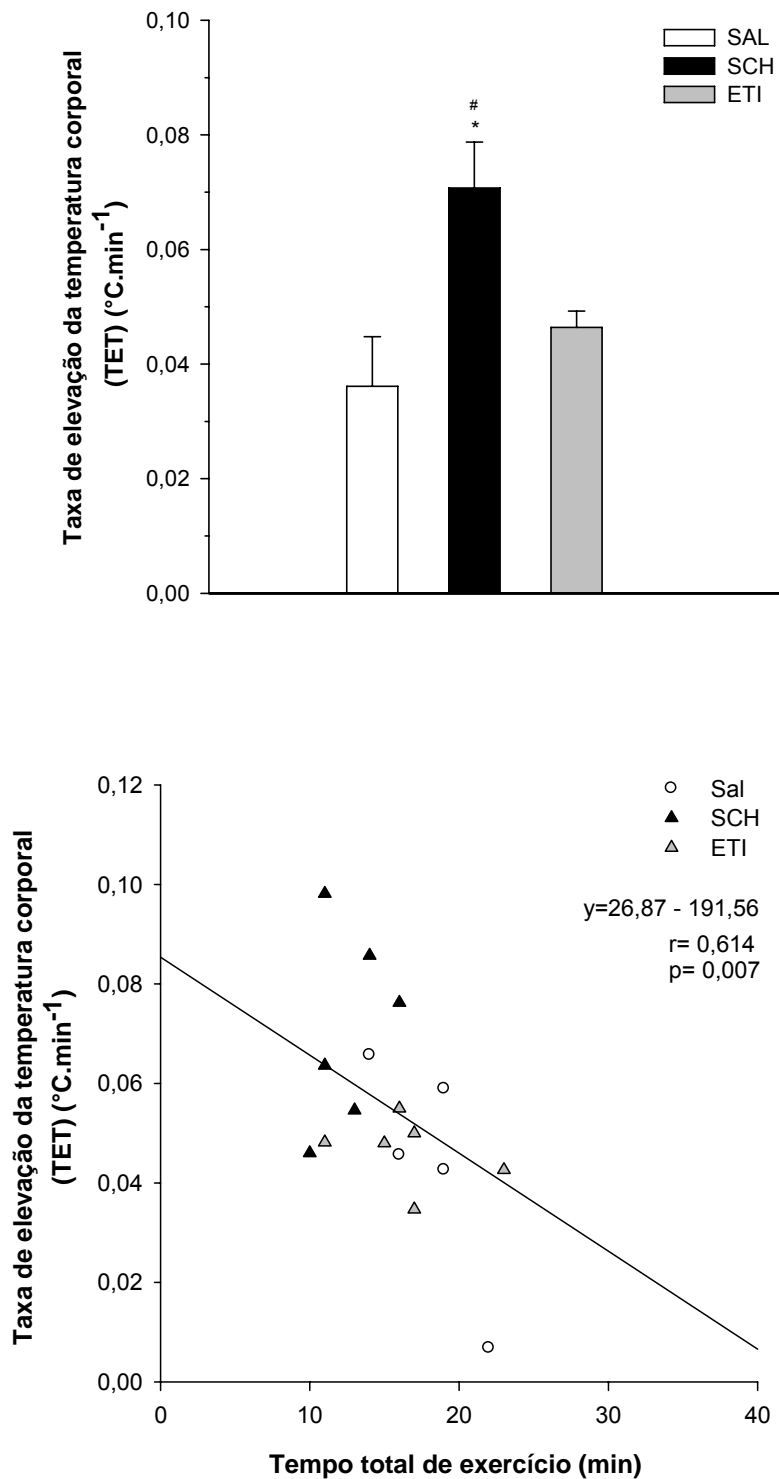 Taxa de elevação da temperatura corporal
(TET) (°C.min-1)
0,10
0,08
0,06
0,04
0,02
0,00
SAL
SCH
ETI
#
*
Taxa de elevação da temperatura corporal
(TET) (°C.min-1)
0,12
0,10
0,08
0,06
0,04
0,02
0,00
Sal
SCH
ETI
y=26,87 - 191,56
r= 0,614
p= 0,007
0 10 20 30 40
Tempo total de exercício (min)